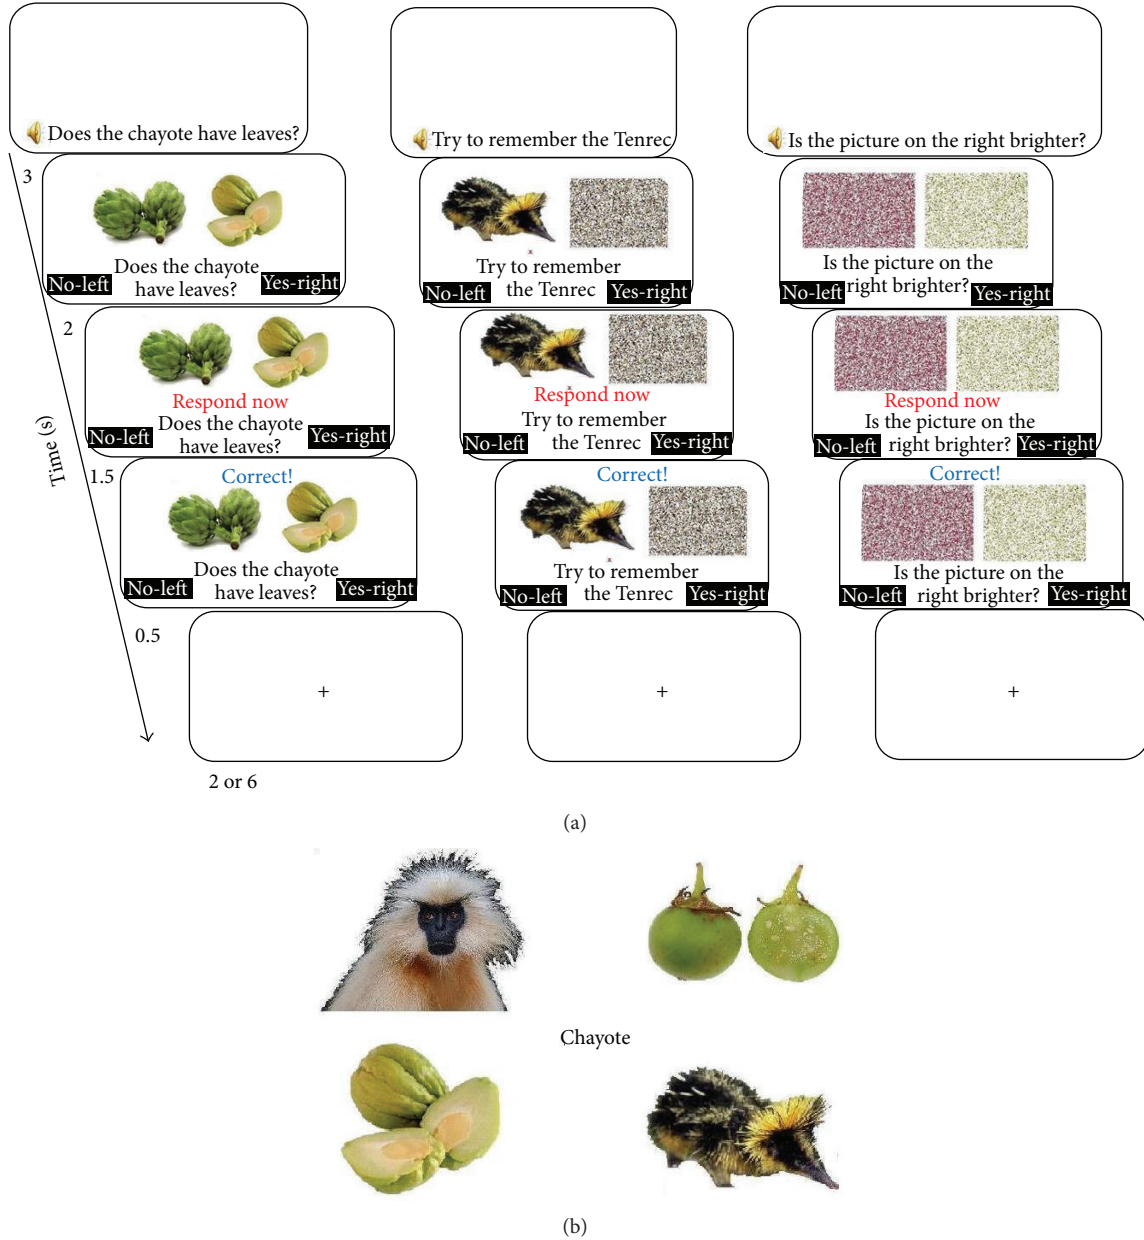 Does the chayote have leaves?
Try to remember the Tenrec
Is the picture on the right brighter?
3
Does the chayote
have leaves?
No-left
Yes-right
Try to remember
the Tenrec
No-left
Yes-right
Is the picture on the
right brighter?
No-left
Yes-right
2
Respond now
Does the chayote
have leaves?
No-left
Yes-right
Respond now
Try to remember
the Tenrec
No-left
Yes-right
Respond now
Is the picture on the
right brighter?
No-left
Yes-right
Time (s)
1.5
Correct!
Does the chayote
have leaves?
No-left
Yes-right
Correct!
Try to remember
the Tenrec
No-left
Yes-right
Correct!
Is the picture on the
right brighter?
No-left
Yes-right
0.5
+
+
+
2 or 6
(a)
Chayote
(b)